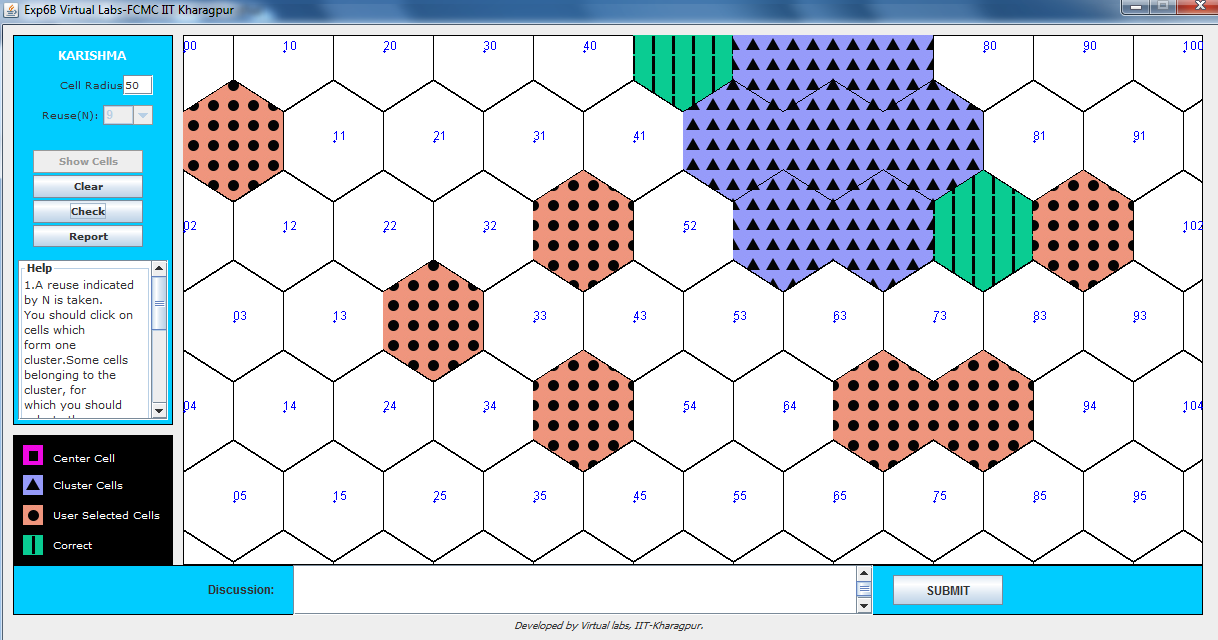 Exp6B Virtual Labs-FCMC IIT Kharagpur
KARISHMA
Cell Radius 50
Reuse(N): 9
Show Cells
Clear
Check
Report
Help
1.A reuse indicated
by N is taken.
You should click on
cells which
form one
cluster.Some cells
belonging to the
cluster, for
which you should
Center Cell
Cluster Cells
User Selected Cells
Correct
00 10 20 30 40 80 90 100
11 21 31 41 81 91
02 12 22 32 52 102
03 13 33 43 53 63 73 83 93
04 14 24 34 54 64 94 104
05 15 25 35 45 55 65 75 85 95
Discussion:
SUBMIT
Developed by Virtual labs, IIT-Kharagpur.